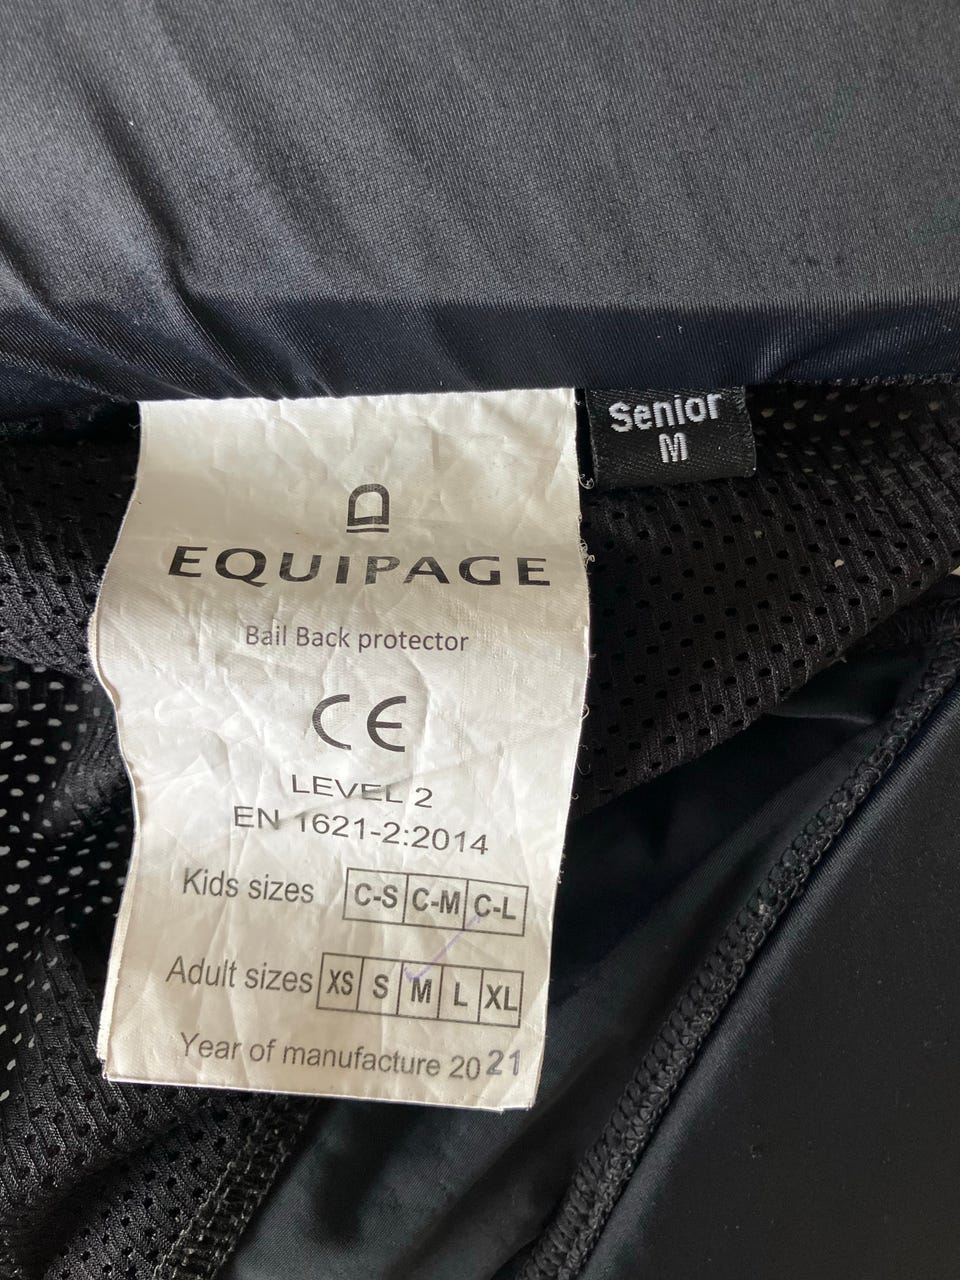 Senior
M
EQUIPAGE
Bail Back protector
CE
LEVEL 2
EN 1621-2:2014
Kids sizes C-S C-M C-L
Adult sizes XS S M L XL
Year of manufacture 2021